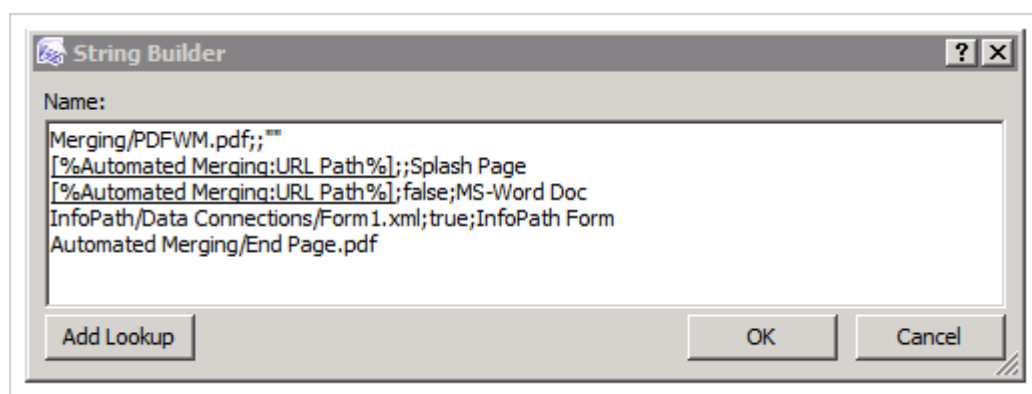 String Builder
Name:
Merging/PDFWM.pdf;;""
[%Automated Merging:URL Path%];;Splash Page
[%Automated Merging:URL Path%];false;MS-Word Doc
InfoPath/Data Connections/Form1.xml;true;InfoPath Form
Automated Merging/End Page.pdf
Add Lookup OK Cancel